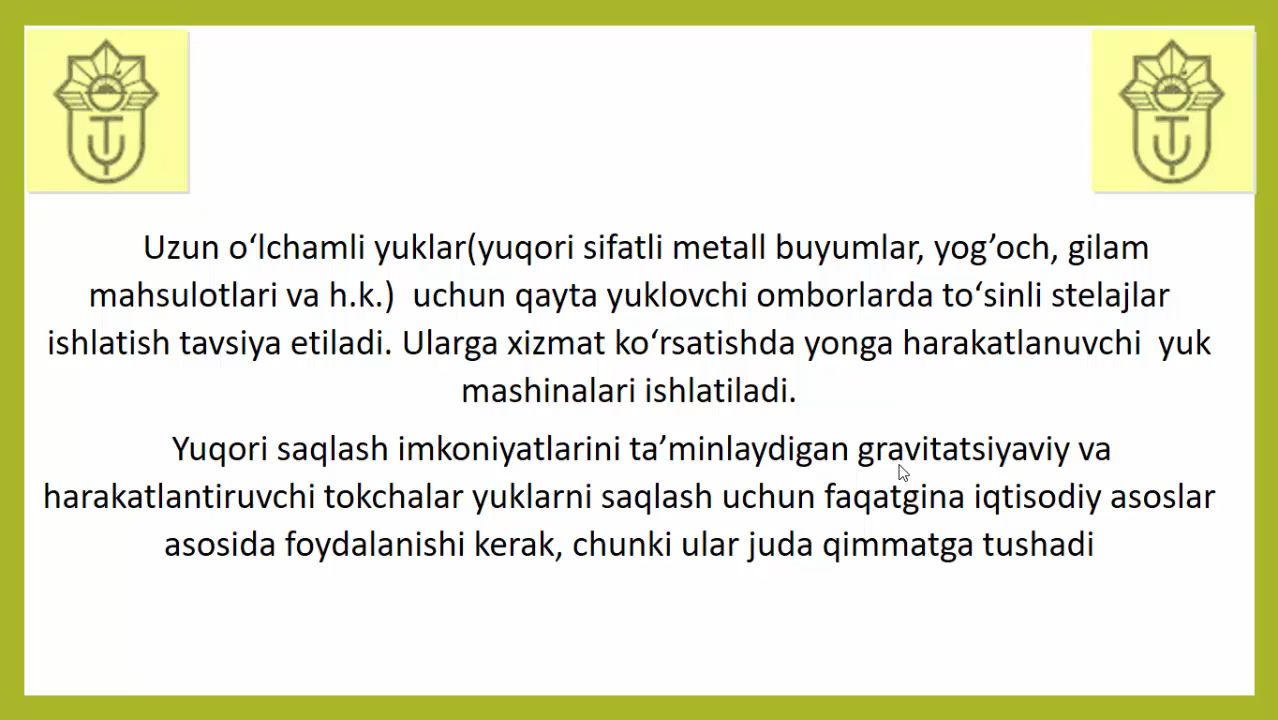 Uzun o‘lchamli yuklar(yuqori sifatli metall buyumlar, yog’och, gilam
mahsulotlari va h.k.)  uchun qayta yuklovchi omborlarda to‘sinli stelajlar
ishlatish tavsiya etiladi. Ularga xizmat ko‘rsatishda yonga harakatlanuvchi  yuk
mashinalari ishlatiladi.
Yuqori saqlash imkoniyatlarini ta’minlaydigan gravitatsiyaviy va
harakatlantiruvchi tokchalar yuklarni saqlash uchun faqatgina iqtisodiy asoslar
asosida foydalanishi kerak, chunki ular juda qimmatga tushadi